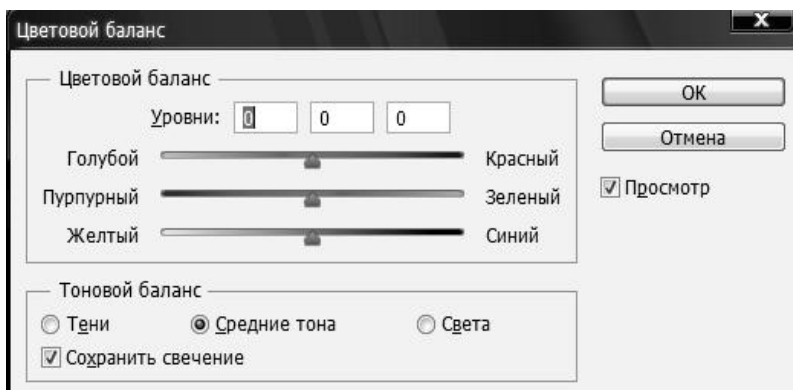 Цветовой баланс
X
Цветовой баланс
Уровни: 0 0 0
Голубой Красный
Пурпурный Зеленый
Желтый Синий
OK
Отмена
Просмотр
Тоновой баланс
Тени Средние тона Света
Сохранить свечение